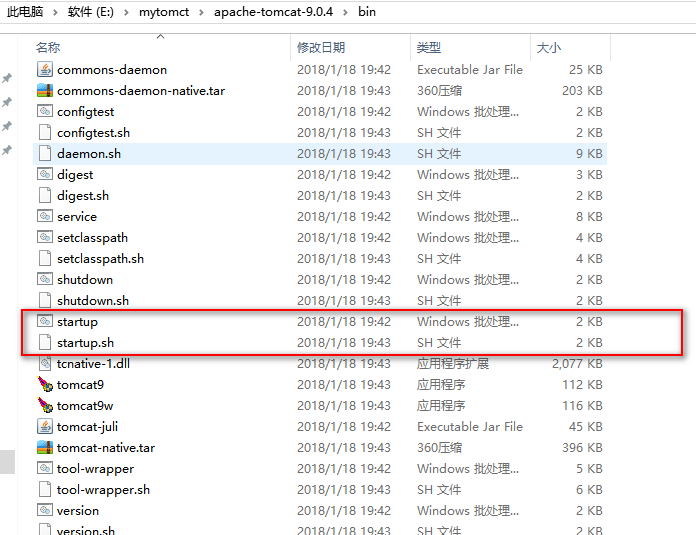 此电脑 > 软件 (E:) > mytomct > apache-tomcat-9.0.4 > bin
名称 修改日期 类型 大小
commons-daemon 2018/1/18 19:42 Executable Jar File 25 KB
commons-daemon-native.tar 2018/1/18 19:43 360压缩 203 KB
configtest 2018/1/18 19:42 Windows 批处理... 2 KB
configtest.sh 2018/1/18 19:43 SH 文件 2 KB
daemon.sh 2018/1/18 19:43 SH 文件 9 KB
digest 2018/1/18 19:42 Windows 批处理... 3 KB
digest.sh 2018/1/18 19:43 SH 文件 2 KB
service 2018/1/18 19:42 Windows 批处理... 8 KB
setclasspath 2018/1/18 19:42 Windows 批处理... 4 KB
setclasspath.sh 2018/1/18 19:43 SH 文件 4 KB
shutdown 2018/1/18 19:42 Windows 批处理... 2 KB
shutdown.sh 2018/1/18 19:43 SH 文件 2 KB
startup 2018/1/18 19:42 Windows 批处理... 2 KB
startup.sh 2018/1/18 19:43 SH 文件 2 KB
tcnative-1.dll 2018/1/18 19:43 应用程序扩展 2,077 KB
tomcat9 2018/1/18 19:43 应用程序 112 KB
tomcat9w 2018/1/18 19:43 应用程序 116 KB
tomcat-juli 2018/1/18 19:42 Executable Jar File 45 KB
tomcat-native.tar 2018/1/18 19:43 360压缩 396 KB
tool-wrapper 2018/1/18 19:42 Windows 批处理... 5 KB
tool-wrapper.sh 2018/1/18 19:43 SH 文件 6 KB
version 2018/1/18 19:42 Windows 批处理... 2 KB
version.sh 2018/1/18 19:43 SH 文件 2 KB